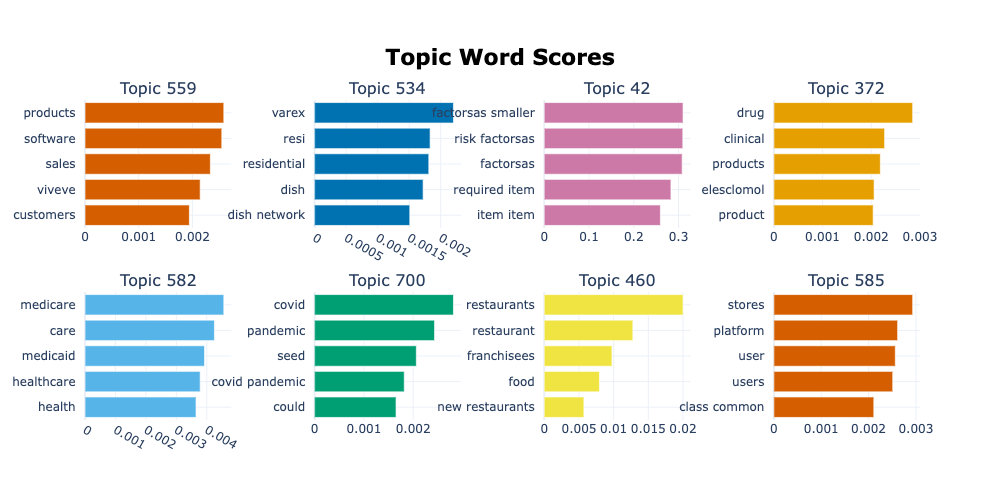 Topic Word Scores
Topic 559
products
software
sales
viveve
customers
0 0.001 0.002
Topic 534
varex
resi
residential
dish
dish network
0 0.0005 0.001 0.0015 0.002
Topic 42
factorsas smaller
risk factorsas
factorsas
required item
item item
0 0.1 0.2 0.3
Topic 372
drug
clinical
products
elesclomol
product
0 0.001 0.002 0.003
Topic 582
medicare
care
medicaid
healthcare
health
0 0.001 0.002 0.003 0.004
Topic 700
covid
pandemic
seed
covid pandemic
could
0 0.001 0.002
Topic 460
restaurants
restaurant
franchisees
food
new restaurants
0 0.005 0.01 0.015 0.02
Topic 585
stores
platform
user
users
class common
0 0.001 0.002 0.003